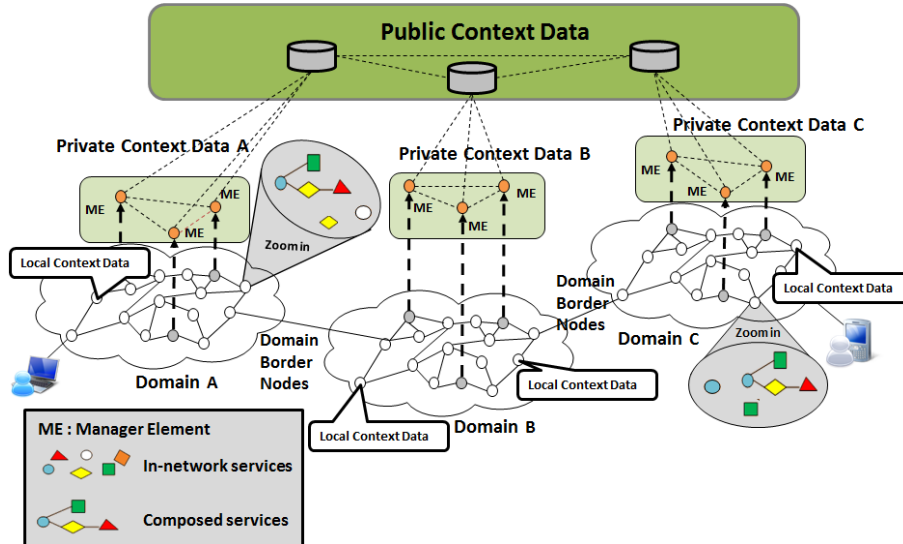 Public Context Data
Private Context Data A
Private Context Data B
Private Context Data C
ME
ME
ME
ME
ME
ME
ME
ME
ME
Zoom in
Local Context Data
Local Context Data
Domain
Border
Nodes
Domain
Border
Nodes
Domain C
Zoom in
Domain A
Local Context Data
Local Context Data
Domain B
ME : Manager Element
In-network services
Composed services